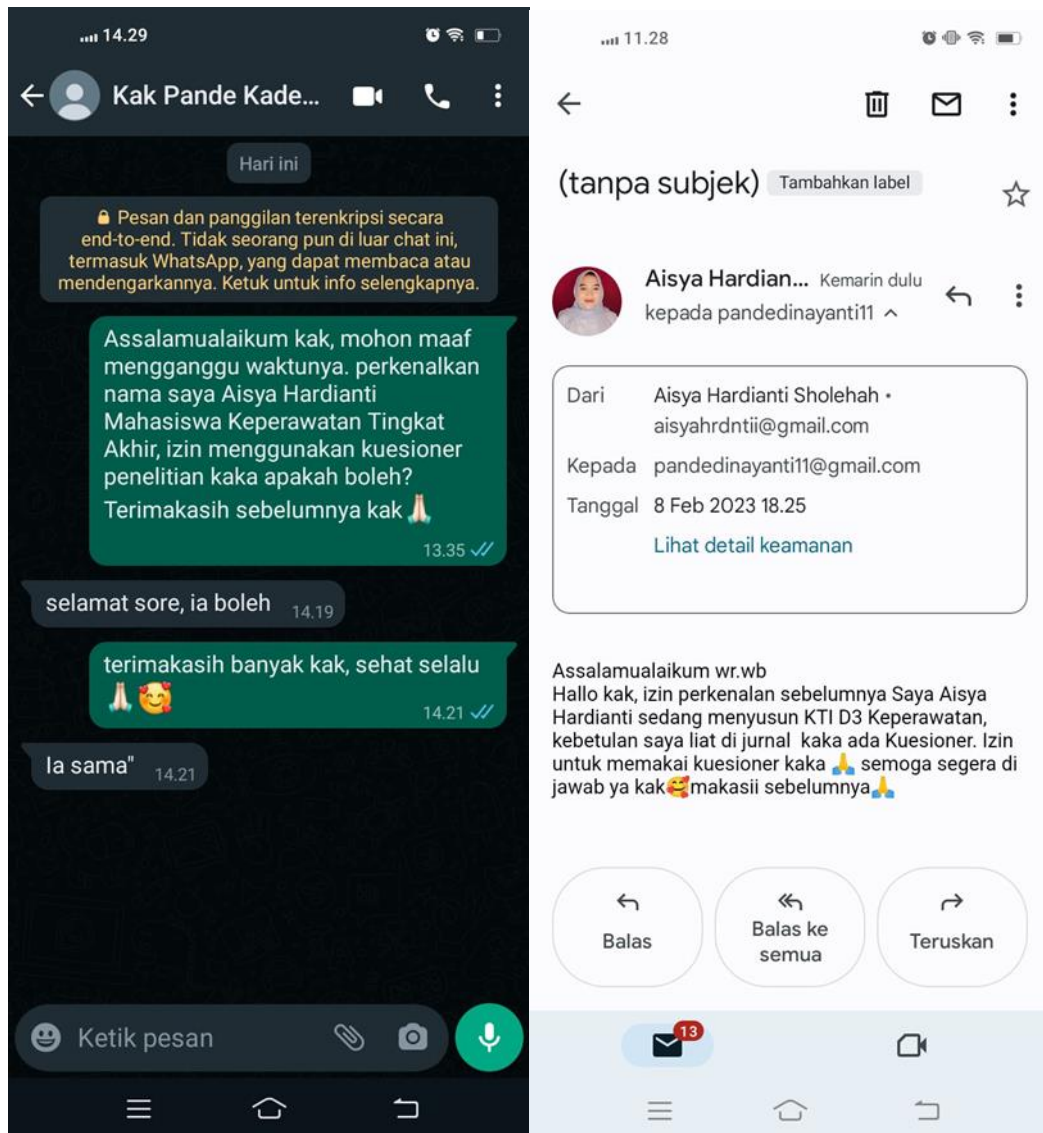 14.29
Kak Pande Kade...
Hari ini
Pesan dan panggilan terenkripsi secara
end-to-end. Tidak seorang pun di luar chat ini,
termasuk WhatsApp, yang dapat membaca atau
mendengarkannya. Ketuk untuk info selengkapnya.
Assalamualaikum kak, mohon maaf
mengganggu waktunya. perkenalkan
nama saya Aisya Hardianti
Mahasiswa Keperawatan Tingkat
Akhir, izin menggunakan kuesioner
penelitian kaka apakah boleh?
Terimakasih sebelumnya kak 🙏🏻
13.35
selamat sore, ia boleh 14.19
terimakasih banyak kak, sehat selalu
🙏🏻🥰
14.21
Ia sama" 14.21
Ketik pesan
11.28
(tanpa subjek) Tambahkan label
Aisya Hardian... Kemarin dulu
kepada pandedinayanti11
Dari Aisya Hardianti Sholehah •
aisyahrdntii@gmail.com
Kepada pandedinayanti11@gmail.com
Tanggal 8 Feb 2023 18.25
Lihat detail keamanan
Assalamualaikum wr.wb
Hallo kak, izin perkenalan sebelumnya Saya Aisya
Hardianti sedang menyusun KTI D3 Keperawatan,
kebetulan saya liat di jurnal kaka ada Kuesioner. Izin
untuk memakai kuesioner kaka 🙏 semoga segera di
jawab ya kak🥰makasii sebelumnya🙏
Balas
Balas ke
semua
Teruskan
13